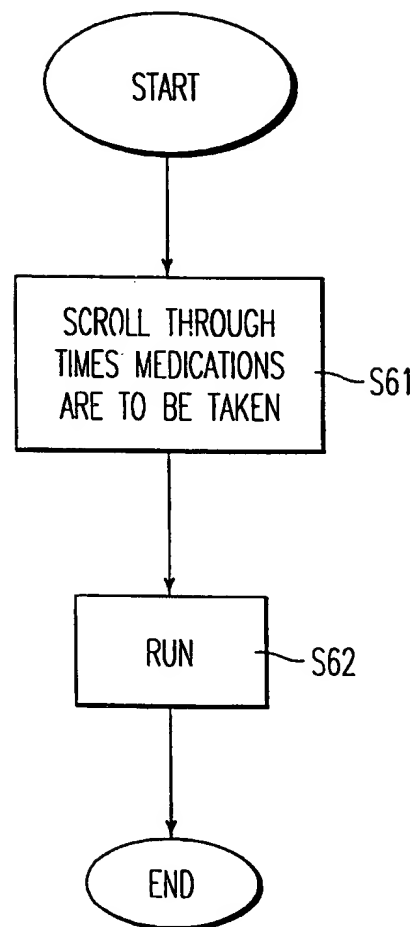 START
SCROLL THROUGH
TIMES MEDICATIONS
ARE TO BE TAKEN
S61
RUN
S62
END